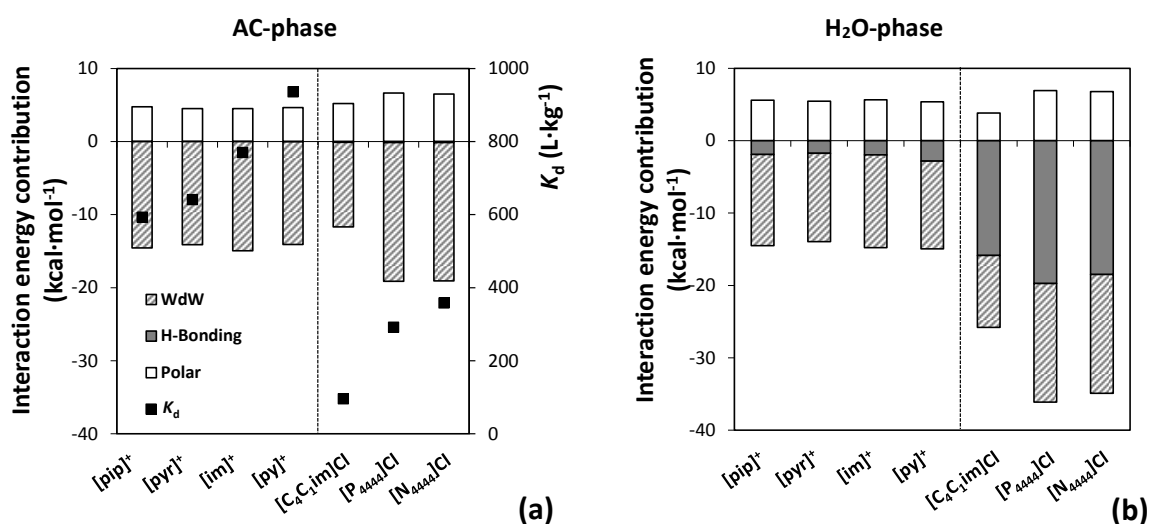 AC-phase
Interaction energy contribution
(kcal·mol-1)
10
0
-10
-20
-30
-40
WdW
H-Bonding
Polar
Kd
1000
800
600
400
200
0
Kd (L·kg-1)
[pip]+
[pyr]+
[im]+
[py]+
[C4C1im]Cl
[P4444]Cl
[N4444]Cl
(a)
H2O-phase
Interaction energy contribution
(kcal·mol-1)
10
0
-10
-20
-30
-40
[pip]+
[pyr]+
[im]+
[py]+
[C4C1im]Cl
[P4444]Cl
[N4444]Cl
(b)